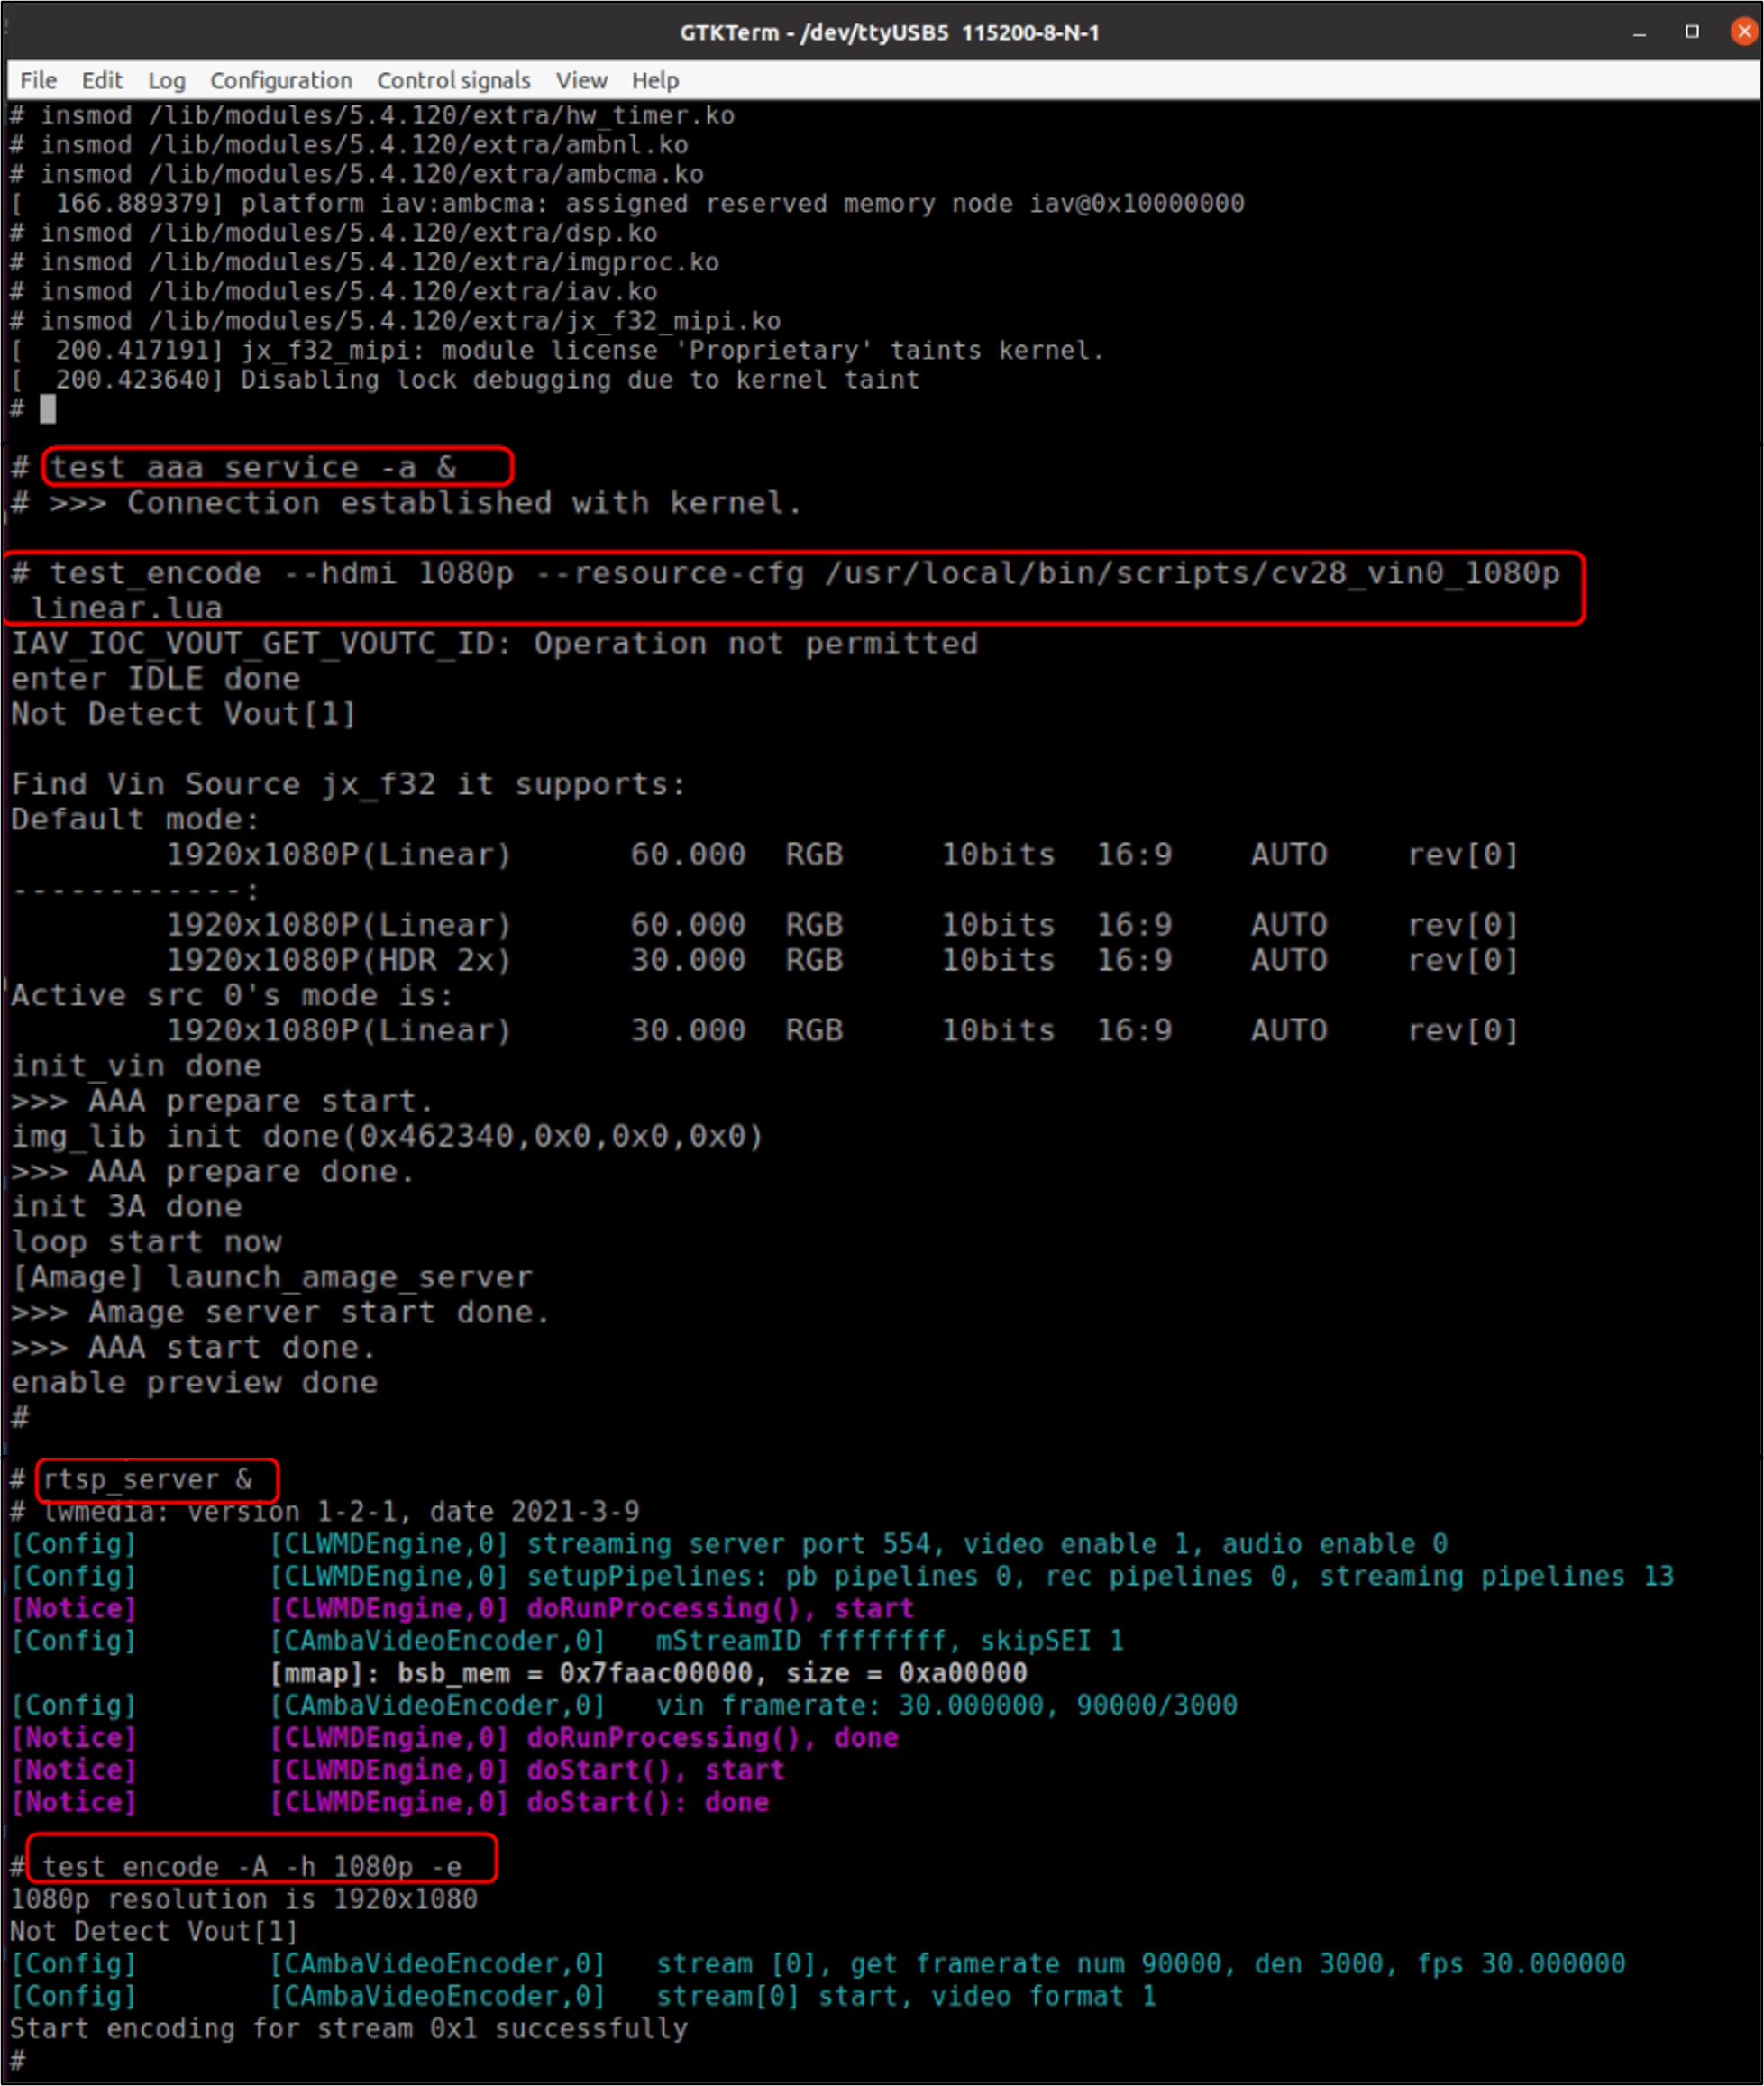 GTKTerm - /dev/ttyUSB5 115200-8-N-1
File Edit Log Configuration Control signals View Help
# insmod /lib/modules/5.4.120/extra/hw_timer.ko
# insmod /lib/modules/5.4.120/extra/ambnl.ko
# insmod /lib/modules/5.4.120/extra/ambcma.ko
[  166.889379] platform iav:ambcma: assigned reserved memory node iav@0x10000000
# insmod /lib/modules/5.4.120/extra/dsp.ko
# insmod /lib/modules/5.4.120/extra/imgproc.ko
# insmod /lib/modules/5.4.120/extra/iav.ko
# insmod /lib/modules/5.4.120/extra/jx_f32_mipi.ko
[  200.417191] jx_f32_mipi: module license 'Proprietary' taints kernel.
[  200.423640] Disabling lock debugging due to kernel taint
#
# test aaa service -a &
# >>> Connection established with kernel.
# test_encode --hdmi 1080p --resource-cfg /usr/local/bin/scripts/cv28_vin0_1080p
linear.lua
IAV_IOC_VOUT_GET_VOUTC_ID: Operation not permitted
enter IDLE done
Not Detect Vout[1]
Find Vin Source jx_f32 it supports:
Default mode:
1920x1080P(Linear) 60.000 RGB 10bits 16:9 AUTO rev[0]
------------:
1920x1080P(Linear) 60.000 RGB 10bits 16:9 AUTO rev[0]
1920x1080P(HDR 2x) 30.000 RGB 10bits 16:9 AUTO rev[0]
Active src 0's mode is:
1920x1080P(Linear) 30.000 RGB 10bits 16:9 AUTO rev[0]
init_vin done
>>> AAA prepare start.
img_lib init done(0x462340,0x0,0x0,0x0)
>>> AAA prepare done.
init 3A done
loop start now
[Amage] launch_amage_server
>>> Amage server start done.
>>> AAA start done.
enable preview done
#
# rtsp_server &
# lwmedia: version 1-2-1, date 2021-3-9
[Config] [CLWMDEngine,0] streaming server port 554, video enable 1, audio enable 0
[Config] [CLWMDEngine,0] setupPipelines: pb pipelines 0, rec pipelines 0, streaming pipelines 13
[Notice] [CLWMDEngine,0] doRunProcessing(), start
[Config] [CAmbaVideoEncoder,0] mStreamID ffffffff, skipSEI 1
[mmap]: bsb_mem = 0x7faac00000, size = 0xa00000
[Config] [CAmbaVideoEncoder,0] vin framerate: 30.000000, 90000/3000
[Notice] [CLWMDEngine,0] doRunProcessing(), done
[Notice] [CLWMDEngine,0] doStart(), start
[Notice] [CLWMDEngine,0] doStart(): done
# test encode -A -h 1080p -e
1080p resolution is 1920x1080
Not Detect Vout[1]
[Config] [CAmbaVideoEncoder,0] stream [0], get framerate num 90000, den 3000, fps 30.000000
[Config] [CAmbaVideoEncoder,0] stream[0] start, video format 1
Start encoding for stream 0x1 successfully
#